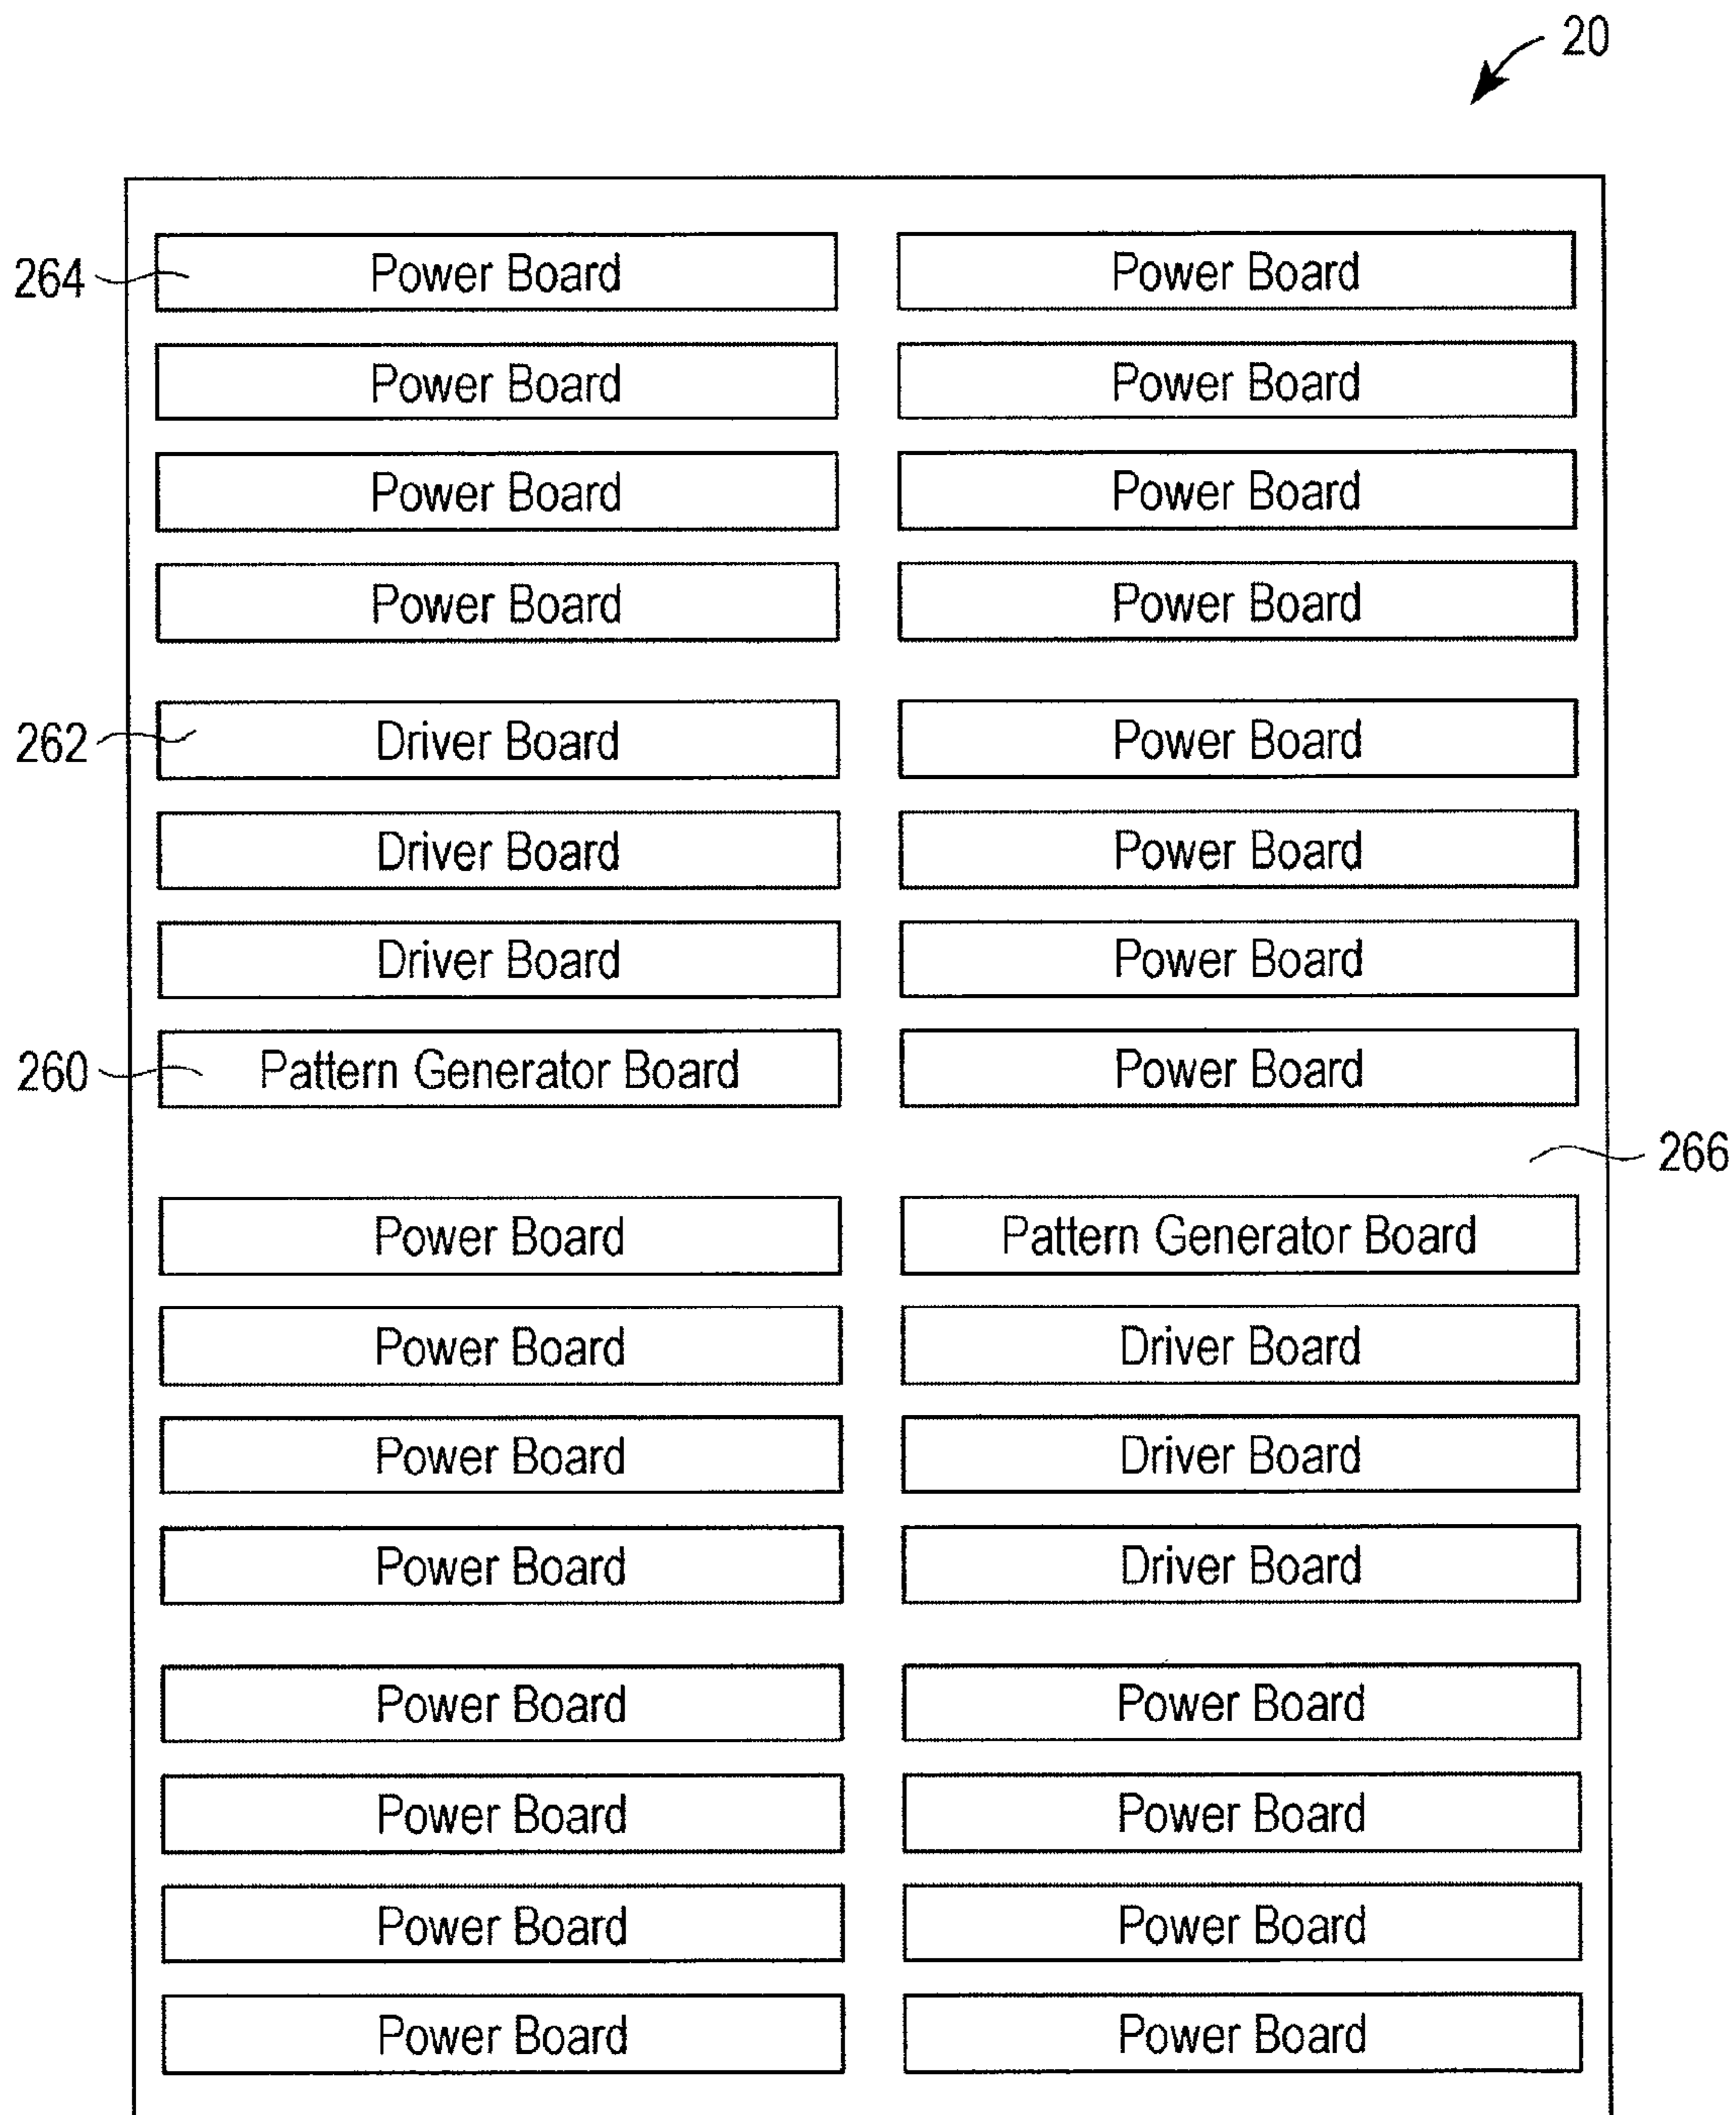 20
264 Power Board Power Board
Power Board Power Board
Power Board Power Board
Power Board Power Board
262 Driver Board Power Board
Driver Board Power Board
Driver Board Power Board
260 Pattern Generator Board Power Board
266
Power Board Pattern Generator Board
Power Board Driver Board
Power Board Driver Board
Power Board Driver Board
Power Board Power Board
Power Board Power Board
Power Board Power Board
Power Board Power Board